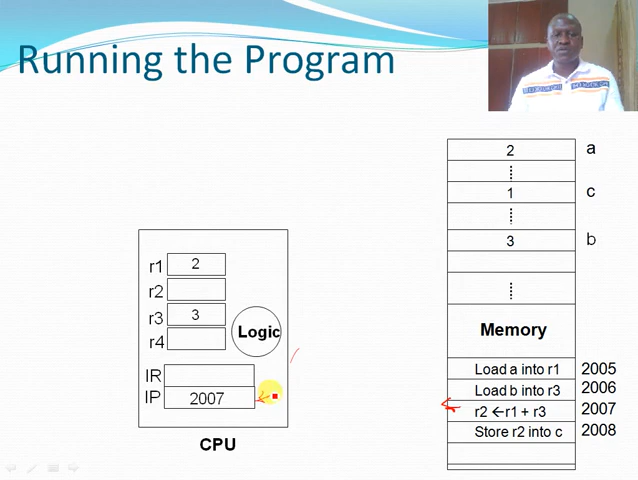 Running the Program
2 a
1 c
3 b
Memory
Load a into r1 2005
Load b into r3 2006
r2 ←r1 + r3 2007
Store r2 into c 2008
r1 2
r2
r3 3
r4
Logic
IR
IP 2007
CPU